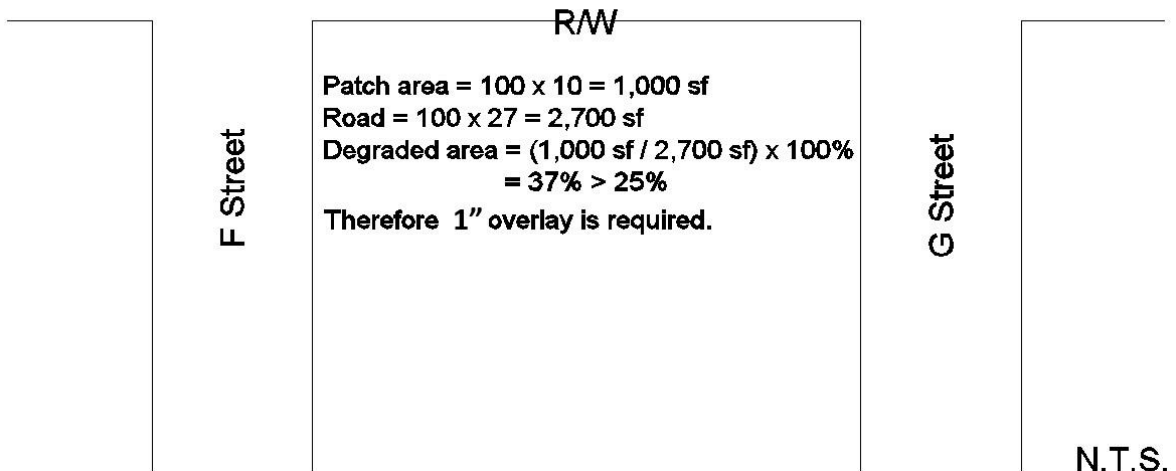 R/W
Patch area = 100 x 10 = 1,000 sf
Road = 100 x 27 = 2,700 sf
Degraded area = (1,000 sf / 2,700 sf) x 100%
= 37% > 25%
Therefore 1" overlay is required.
F Street
G Street
N.T.S.